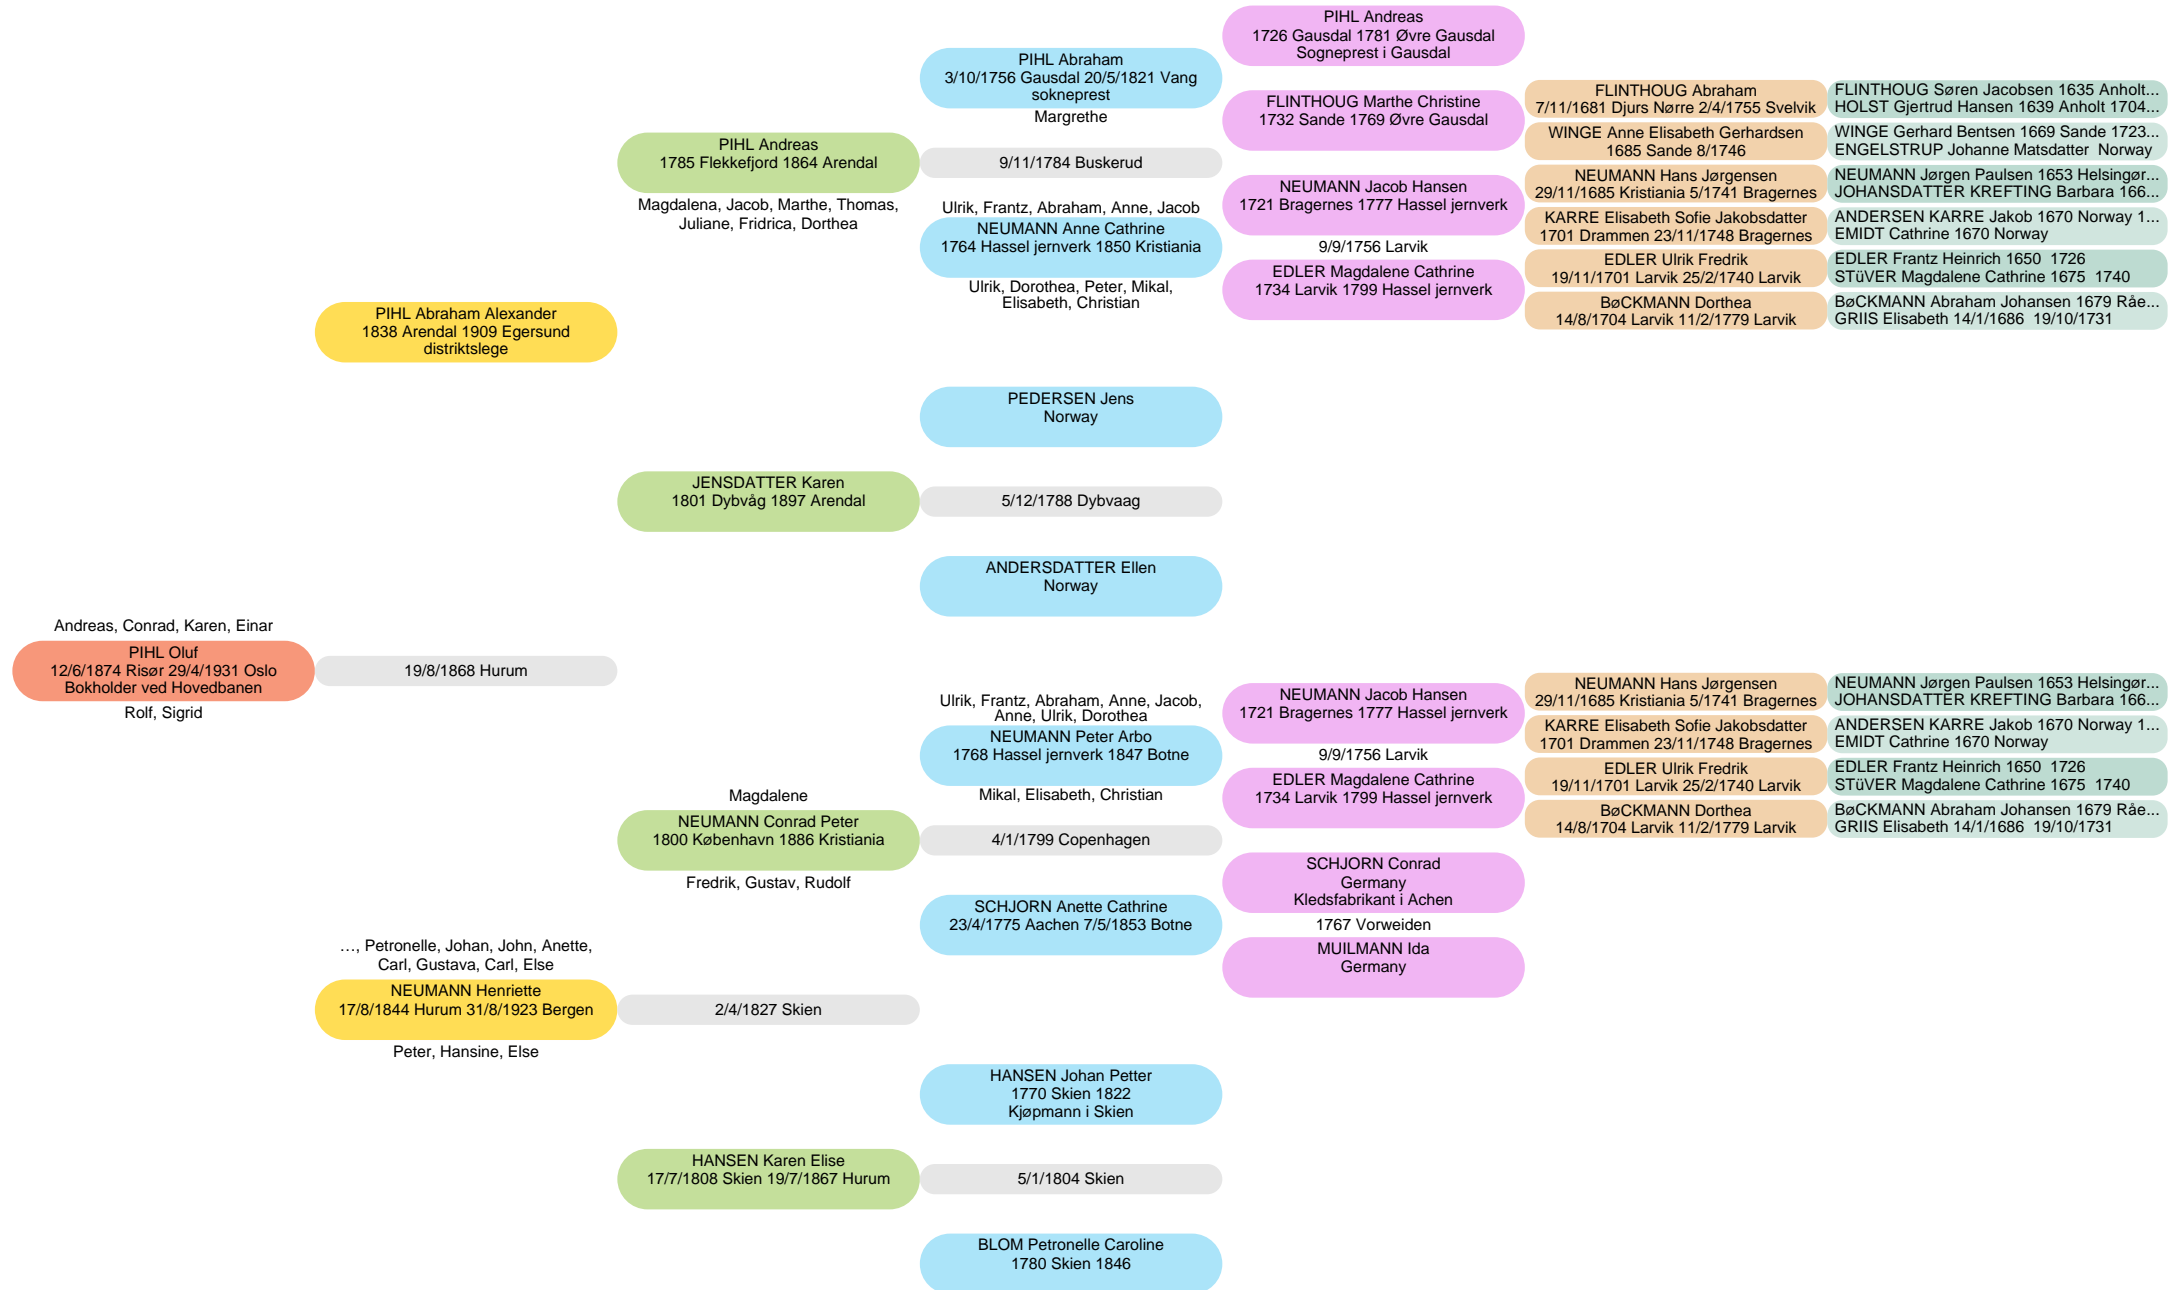 Andreas, Conrad, Karen, Einar
PIHL Oluf
12/6/1874 Risør 29/4/1931 Oslo
Bokholder ved Hovedbanen
Rolf, Sigrid
PIHL Abraham Alexander
1838 Arendal 1909 Egersund
distriktslege
19/8/1868 Hurum
…, Petronelle, Johan, John, Anette,
Carl, Gustava, Carl, Else
NEUMANN Henriette
17/8/1844 Hurum 31/8/1923 Bergen
Peter, Hansine, Else
PIHL Andreas
1785 Flekkefjord 1864 Arendal
Magdalena, Jacob, Marthe, Thomas,
Juliane, Fridrica, Dorthea
JENSDATTER Karen
1801 Dybvåg 1897 Arendal
Magdalene
NEUMANN Conrad Peter
1800 København 1886 Kristiania
Fredrik, Gustav, Rudolf
2/4/1827 Skien
HANSEN Karen Elise
17/7/1808 Skien 19/7/1867 Hurum
PIHL Abraham
3/10/1756 Gausdal 20/5/1821 Vang
sokneprest
Margrethe
9/11/1784 Buskerud
Ulrik, Frantz, Abraham, Anne, Jacob
NEUMANN Anne Cathrine
1764 Hassel jernverk 1850 Kristiania
Ulrik, Dorothea, Peter, Mikal,
Elisabeth, Christian
PEDERSEN Jens
Norway
5/12/1788 Dybvaag
ANDERSDATTER Ellen
Norway
Ulrik, Frantz, Abraham, Anne, Jacob,
Anne, Ulrik, Dorothea
NEUMANN Peter Arbo
1768 Hassel jernverk 1847 Botne
Mikal, Elisabeth, Christian
4/1/1799 Copenhagen
SCHJORN Anette Cathrine
23/4/1775 Aachen 7/5/1853 Botne
HANSEN Johan Petter
1770 Skien 1822
Kjøpmann i Skien
5/1/1804 Skien
BLOM Petronelle Caroline
1780 Skien 1846
PIHL Andreas
1726 Gausdal 1781 Øvre Gausdal
Sogneprest i Gausdal
FLINTHOUG Marthe Christine
1732 Sande 1769 Øvre Gausdal
NEUMANN Jacob Hansen
1721 Bragernes 1777 Hassel jernverk
9/9/1756 Larvik
EDLER Magdalene Cathrine
1734 Larvik 1799 Hassel jernverk
NEUMANN Jacob Hansen
1721 Bragernes 1777 Hassel jernverk
9/9/1756 Larvik
EDLER Magdalene Cathrine
1734 Larvik 1799 Hassel jernverk
SCHJORN Conrad
Germany
Kledsfabrikant i Achen
1767 Vorweiden
MUILMANN Ida
Germany
FLINTHOUG Abraham
7/11/1681 Djurs Nørre 2/4/1755 Svelvik
WINGE Anne Elisabeth Gerhardsen
1685 Sande 8/1746
NEUMANN Hans Jørgensen
29/11/1685 Kristiania 5/1741 Bragernes
KARRE Elisabeth Sofie Jakobsdatter
1701 Drammen 23/11/1748 Bragernes
EDLER Ulrik Fredrik
19/11/1701 Larvik 25/2/1740 Larvik
BøCKMANN Dorthea
14/8/1704 Larvik 11/2/1779 Larvik
NEUMANN Hans Jørgensen
29/11/1685 Kristiania 5/1741 Bragernes
KARRE Elisabeth Sofie Jakobsdatter
1701 Drammen 23/11/1748 Bragernes
EDLER Ulrik Fredrik
19/11/1701 Larvik 25/2/1740 Larvik
BøCKMANN Dorthea
14/8/1704 Larvik 11/2/1779 Larvik
FLINTHOUG Søren Jacobsen 1635 Anholt...
HOLST Gjertrud Hansen 1639 Anholt 1704...
WINGE Gerhard Bentsen 1669 Sande 1723...
ENGELSTRUP Johanne Matsdatter  Norway
NEUMANN Jørgen Paulsen 1653 Helsingør...
JOHANSDATTER KREFTING Barbara 166...
ANDERSEN KARRE Jakob 1670 Norway 1...
EMIDT Cathrine 1670 Norway
EDLER Frantz Heinrich 1650  1726
STüVER Magdalene Cathrine 1675  1740
BøCKMANN Abraham Johansen 1679 Råe...
GRIIS Elisabeth 14/1/1686  19/10/1731
NEUMANN Jørgen Paulsen 1653 Helsingør...
JOHANSDATTER KREFTING Barbara 166...
ANDERSEN KARRE Jakob 1670 Norway 1...
EMIDT Cathrine 1670 Norway
EDLER Frantz Heinrich 1650  1726
STüVER Magdalene Cathrine 1675  1740
BøCKMANN Abraham Johansen 1679 Råe...
GRIIS Elisabeth 14/1/1686  19/10/1731